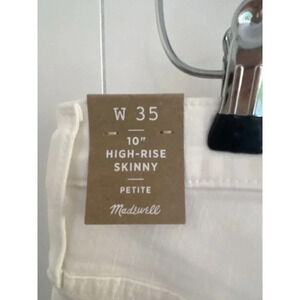 W 35
10"
HIGH-RISE
SKINNY
PETITE
Madewell